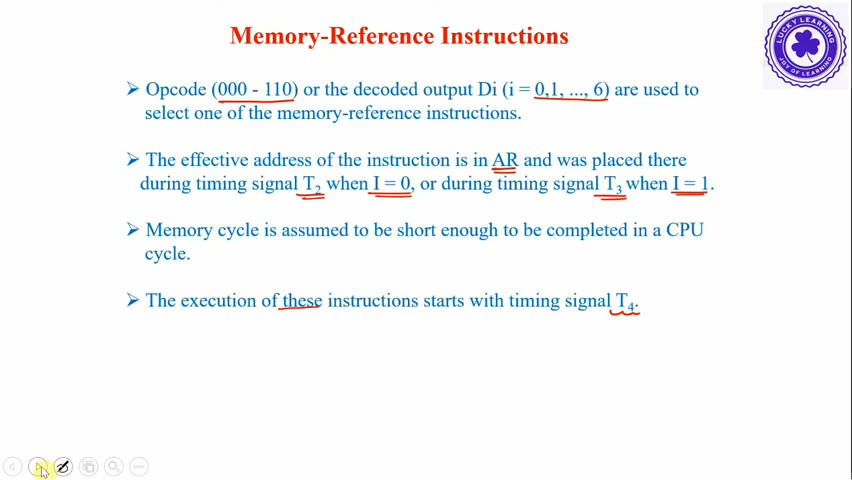 Memory-Reference Instructions
LUCKY LEARNING
JOY OF LEARNING
➢ Opcode (000 - 110) or the decoded output Di (i = 0,1, ..., 6) are used to
select one of the memory-reference instructions.
➢ The effective address of the instruction is in AR and was placed there
during timing signal T₂ when I = 0, or during timing signal T₃ when I = 1.
➢ Memory cycle is assumed to be short enough to be completed in a CPU
cycle.
➢ The execution of these instructions starts with timing signal T₄.